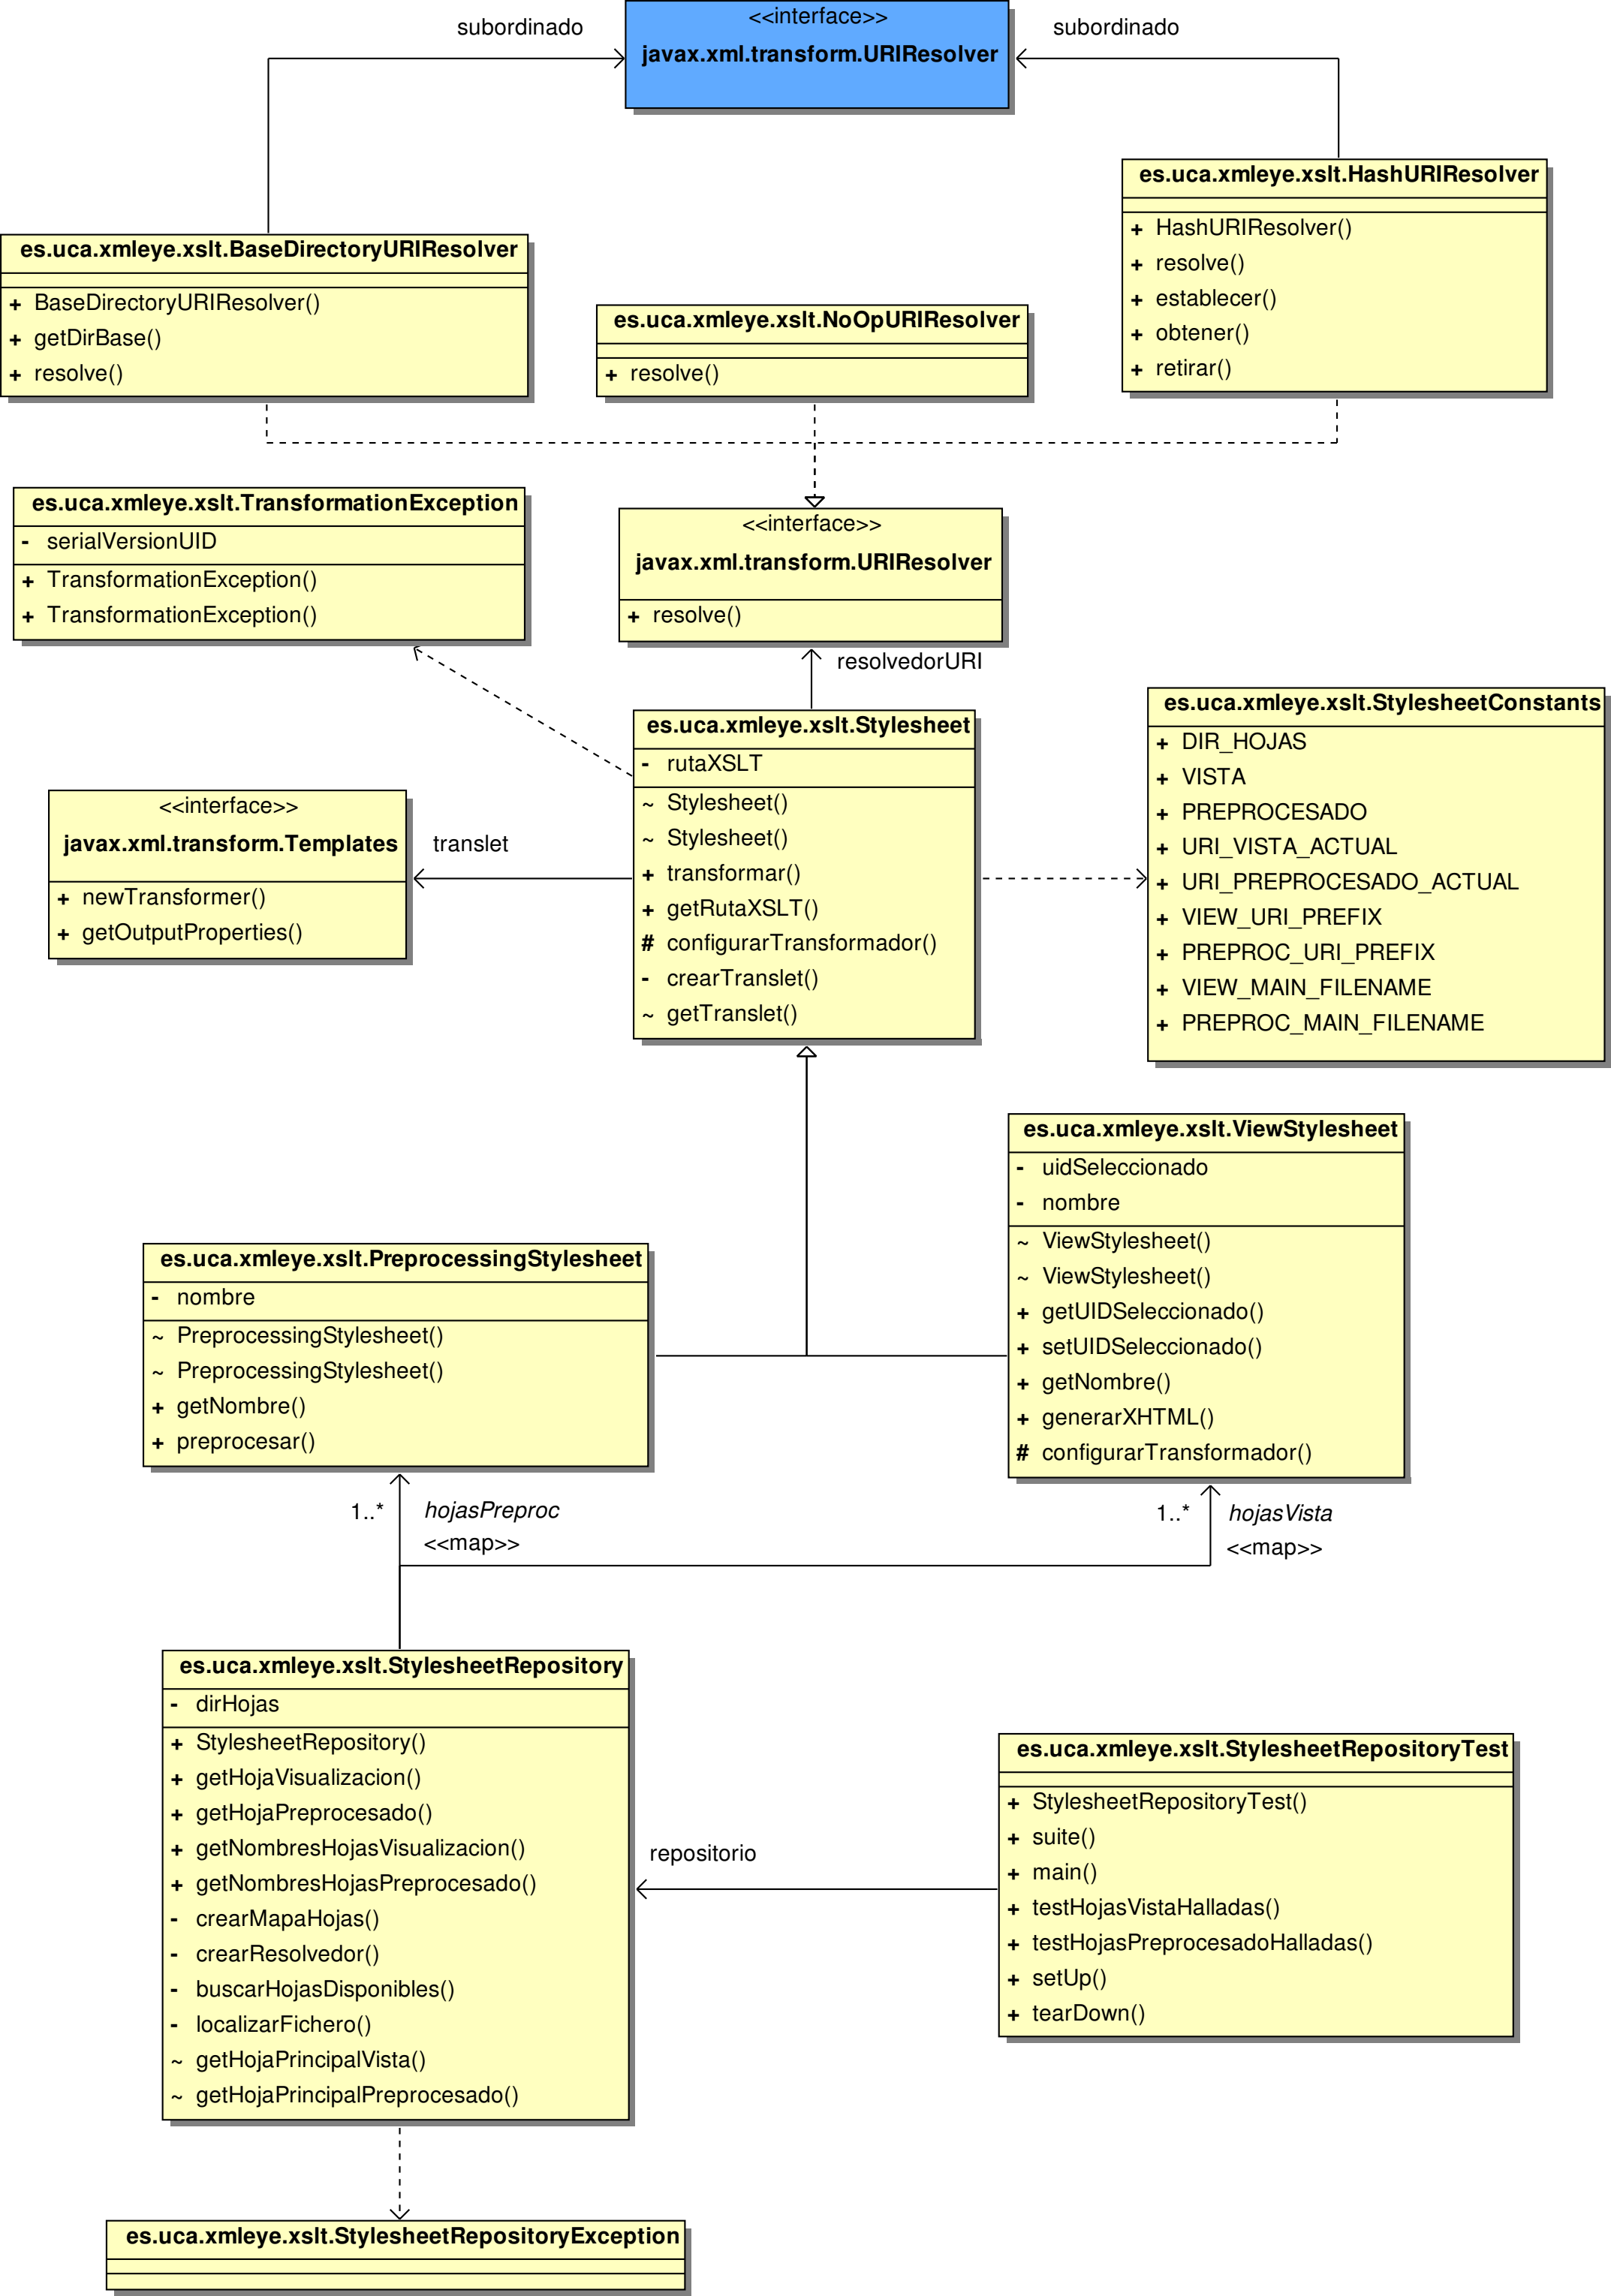 subordinado
<<interface>>
javax.xml.transform.URIResolver
subordinado
es.uca.xmleye.xslt.HashURIResolver
+ HashURIResolver()
+ resolve()
+ establecer()
+ obtener()
+ retirar()
es.uca.xmleye.xslt.BaseDirectoryURIResolver
+ BaseDirectoryURIResolver()
+ getDirBase()
+ resolve()
es.uca.xmleye.xslt.NoOpURIResolver
+ resolve()
es.uca.xmleye.xslt.TransformationException
- serialVersionUID
+ TransformationException()
+ TransformationException()
<<interface>>
javax.xml.transform.URIResolver
+ resolve()
resolvedorURI
es.uca.xmleye.xslt.Stylesheet
- rutaXSLT
~ Stylesheet()
~ Stylesheet()
+ transformar()
+ getRutaXSLT()
# configurarTransformador()
- crearTranslet()
~ getTranslet()
es.uca.xmleye.xslt.StylesheetConstants
+ DIR_HOJAS
+ VISTA
+ PREPROCESADO
+ URI_VISTA_ACTUAL
+ URI_PREPROCESADO_ACTUAL
+ VIEW_URI_PREFIX
+ PREPROC_URI_PREFIX
+ VIEW_MAIN_FILENAME
+ PREPROC_MAIN_FILENAME
<<interface>>
javax.xml.transform.Templates
+ newTransformer()
+ getOutputProperties()
translet
es.uca.xmleye.xslt.ViewStylesheet
- uidSeleccionado
- nombre
~ ViewStylesheet()
~ ViewStylesheet()
+ getUIDSeleccionado()
+ setUIDSeleccionado()
+ getNombre()
+ generarXHTML()
# configurarTransformador()
es.uca.xmleye.xslt.PreprocessingStylesheet
- nombre
~ PreprocessingStylesheet()
~ PreprocessingStylesheet()
+ getNombre()
+ preprocesar()
1..* hojasPreproc
<<map>>
1..* hojasVista
<<map>>
es.uca.xmleye.xslt.StylesheetRepository
- dirHojas
+ StylesheetRepository()
+ getHojaVisualizacion()
+ getHojaPreprocesado()
+ getNombresHojasVisualizacion()
+ getNombresHojasPreprocesado()
- crearMapaHojas()
- crearResolvedor()
- buscarHojasDisponibles()
- localizarFichero()
~ getHojaPrincipalVista()
~ getHojaPrincipalPreprocesado()
repositorio
es.uca.xmleye.xslt.StylesheetRepositoryTest
+ StylesheetRepositoryTest()
+ suite()
+ main()
+ testHojasVistaHalladas()
+ testHojasPreprocesadoHalladas()
+ setUp()
+ tearDown()
es.uca.xmleye.xslt.StylesheetRepositoryException